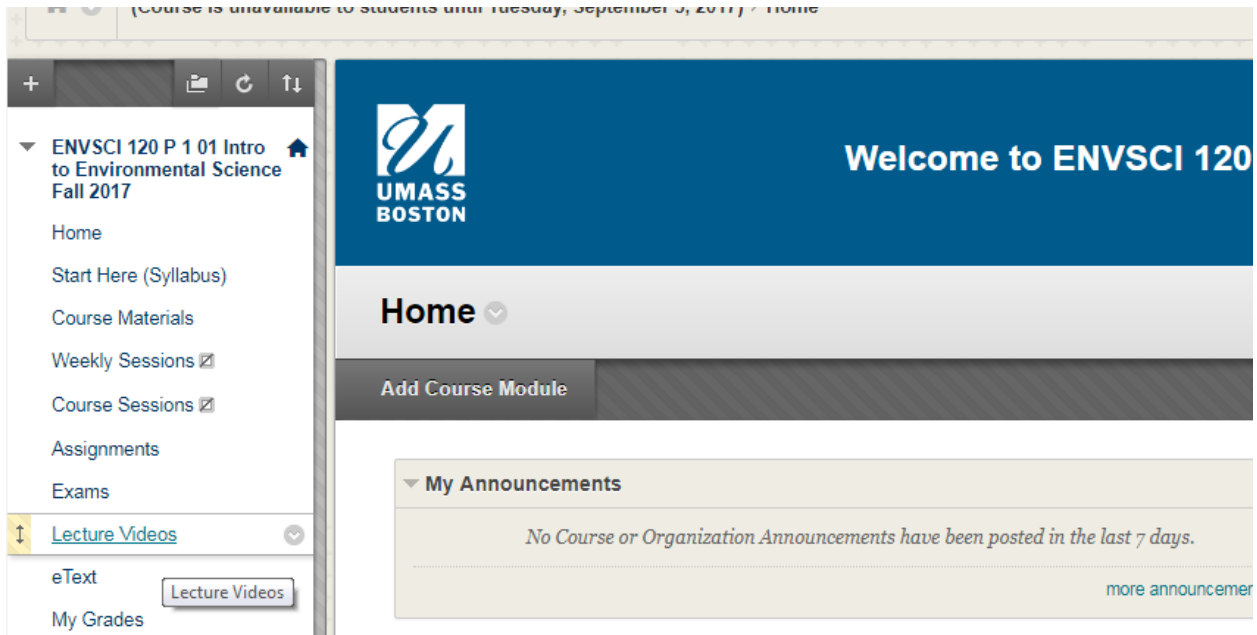 (Course is unavailable to students until Tuesday, September 5, 2017) > Home
ENVSCI 120 P 1 01 Intro
to Environmental Science
Fall 2017
Home
Start Here (Syllabus)
Course Materials
Weekly Sessions
Course Sessions
Assignments
Exams
Lecture Videos
eText
Lecture Videos
My Grades
UMASS
BOSTON
Welcome to ENVSCI 120
Home
Add Course Module
My Announcements
No Course or Organization Announcements have been posted in the last 7 days.
more announcemen